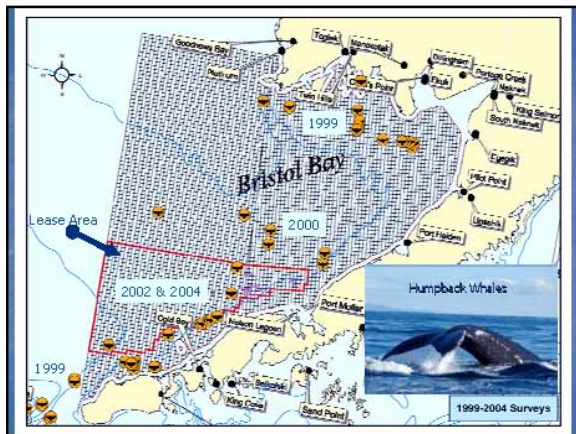 Goodnews Bay
Platinum
Togiak
Manokotak
Twin Hills
Dillingham
Ekuk
Portage Creek
Naknek
King Salmon
South Naknek
Egegik
Pilot Point
Ugashik
Port Heiden
1999
Bristol Bay
2000
Lease Area
2002 & 2004
Cold Bay
Nelson Lagoon
Port Moller
1999
Belkofski
King Cove
Sand Point
Humpback Whales
1999-2004 Surveys